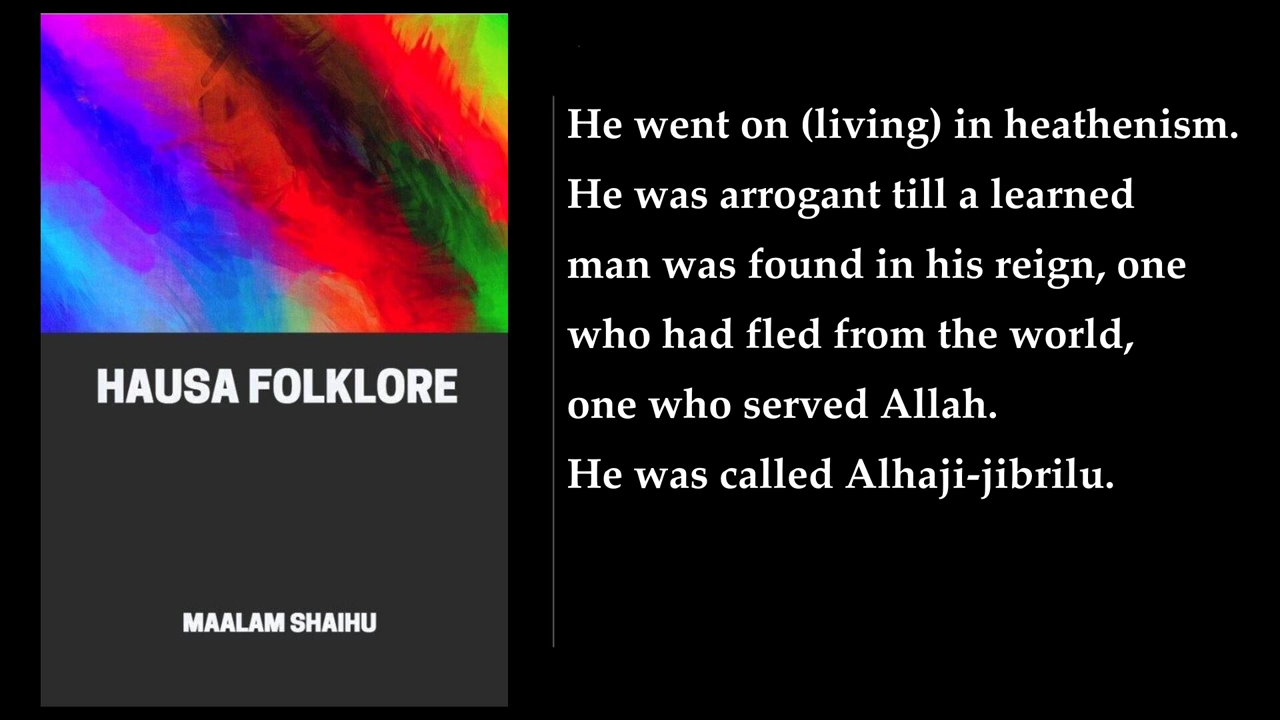 HAUSA FOLKLORE
MAALAM SHAIHU
He went on (living) in heathenism.
He was arrogant till a learned
man was found in his reign, one
who had fled from the world,
one who served Allah.
He was called Alhaji-jibrilu.